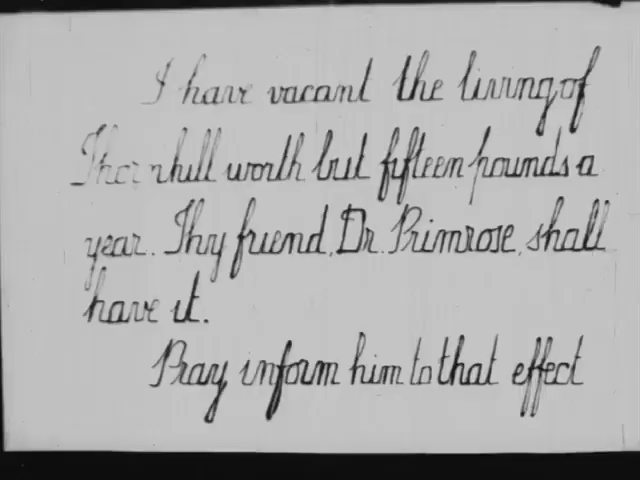 I have vacant the living of
Thornhill worth but fifteen pounds a
year. Thy friend, Dr. Primrose, shall
have it.
Pray inform him to that effect